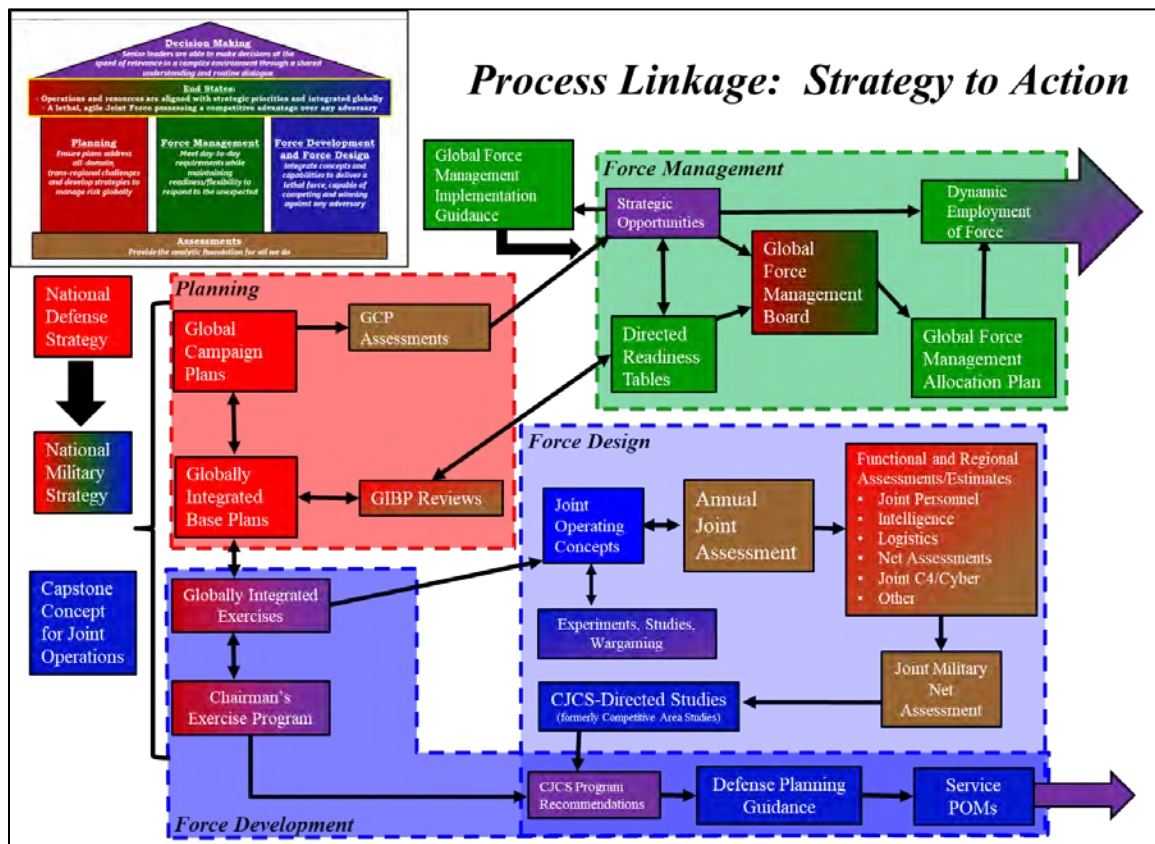 Decision Making
Senior leaders are able to make decisions at the
speed of relevance in a complex environment through a shared
understanding and routine dialogue
End States:
- Operations and resources are aligned with strategic priorities and integrated globally
- A lethal, agile Joint Force possessing a competitive advantage over any adversary
Planning
Ensure plans address
all-domain,
trans-regional challenges
and develop strategies to
manage risk globally
Force Management
Meet day-to-day
requirements while
maintaining
readiness/flexibility to
respond to the unexpected
Force Development
and Force Design
Integrate concepts and
capabilities to deliver a
lethal force, capable of
competing and winning
against any adversary
Assessments
Provide the analytic foundation for all we do
Process Linkage: Strategy to Action
National
Defense
Strategy
National
Military
Strategy
Capstone
Concept
for Joint
Operations
Planning
Global
Campaign
Plans
GCP
Assessments
Globally
Integrated
Base Plans
GIBP Reviews
Global Force
Management
Implementation
Guidance
Force Management
Strategic
Opportunities
Dynamic
Employment
of Force
Global
Force
Management
Board
Directed
Readiness
Tables
Global Force
Management
Allocation Plan
Force Design
Joint
Operating
Concepts
Annual
Joint
Assessment
Functional and Regional
Assessments/Estimates
▪ Joint Personnel
▪ Intelligence
▪ Logistics
▪ Net Assessments
▪ Joint C4/Cyber
▪ Other
Experiments, Studies,
Wargaming
Joint Military
Net
Assessment
CJCS-Directed Studies
(formerly Competitive Area Studies)
Globally Integrated
Exercises
Chairman's
Exercise Program
CJCS Program
Recommendations
Defense Planning
Guidance
Service
POMs
Force Development